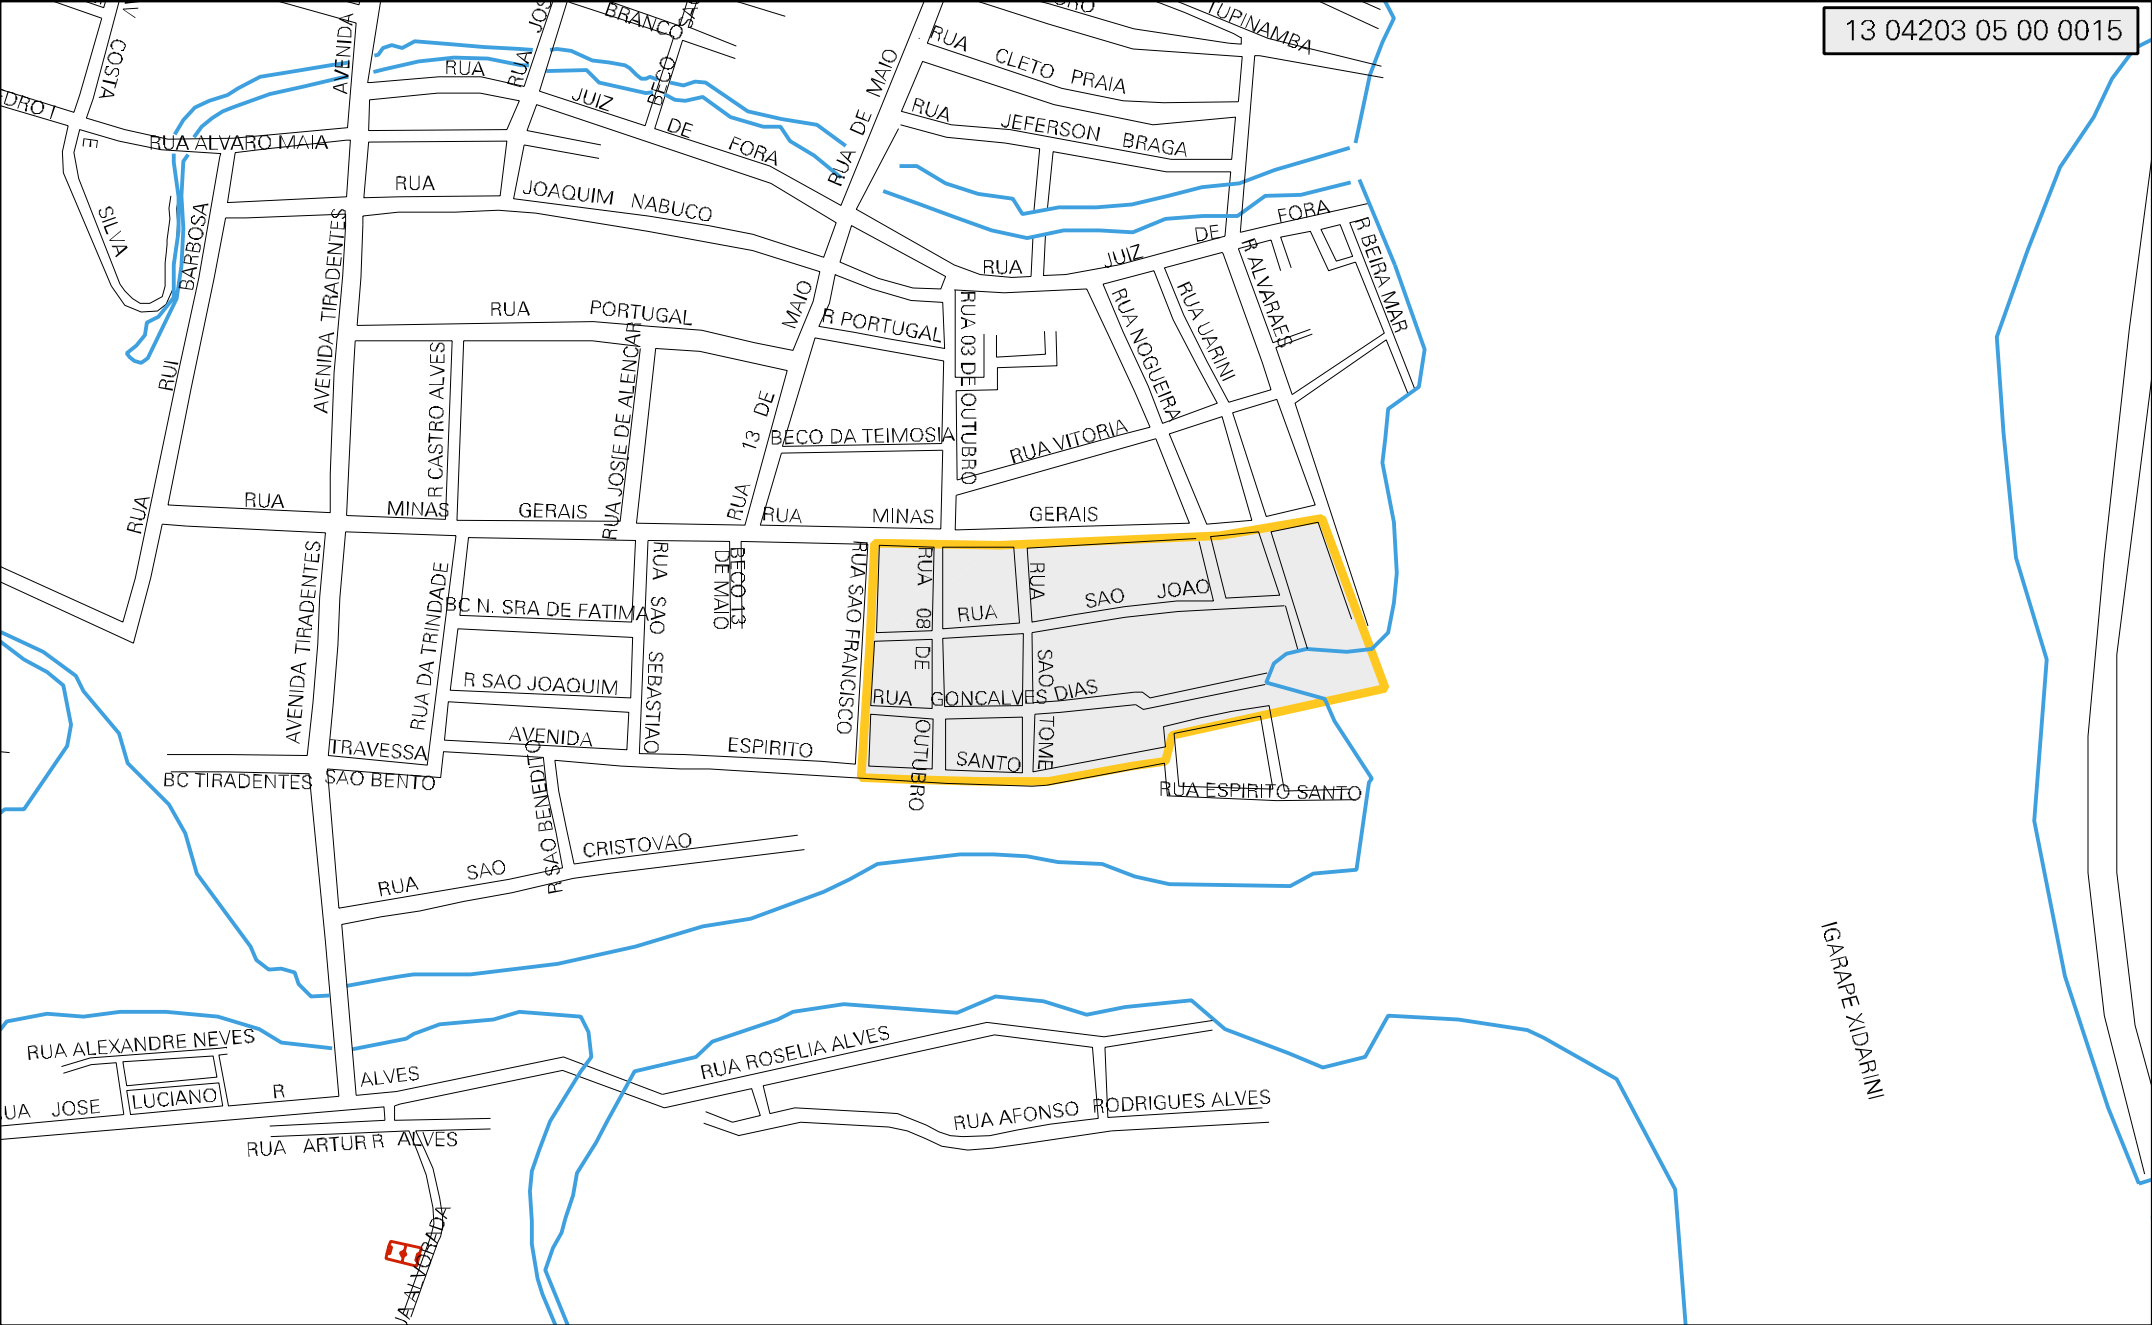 13 04203 05 00 0015
BRANCO
TUPINAMBA
COSTA
AVENIDA
RUA
RUA
JUIZ
BECO
DE
FORA
RUA DE MAIO
RUA CLETO PRAIA
RUA JEFERSON BRAGA
RUA ALVARO MAIA
E
SILVA
BARBOSA
RUI
RUA
RUA JOAQUIM NABUCO
AVENIDA TIRADENTES
RUA JUIZ DE FORA
R BEIRA MAR
R ALVARAES
RUA UARINI
RUA NOGUEIRA
RUA PORTUGAL
R PORTUGAL
MAIO
13 DE
RUA
RUA 03 DE OUTUBRO
R CASTRO ALVES
RUA JOSIE DE ALENCAR
BECO DA TEIMOSIA
RUA VITORIA
RUA MINAS GERAIS
RUA MINAS GERAIS
AVENIDA TIRADENTES
RUA DA TRINDADE
BC N. SRA DE FATIMA
RUA SAO SEBASTIAO
BECO 13
DE MAIO
RUA SAO FRANCISCO
RUA 08 DE OUTUBRO
RUA SAO TOME
RUA SAO JOAO
R SAO JOAQUIM
RUA GONCALVES DIAS
AVENIDA ESPIRITO SANTO
TRAVESSA
SAO BENTO
BC TIRADENTES
R SAO BENEDITO
RUA ESPIRITO SANTO
RUA SAO CRISTOVAO
IGARAPE XIDARINI
RUA ALEXANDRE NEVES
RUA ROSELIA ALVES
JOSE LUCIANO R ALVES
RUA AFONSO RODRIGUES ALVES
RUA ARTUR R ALVES
ALVORADA